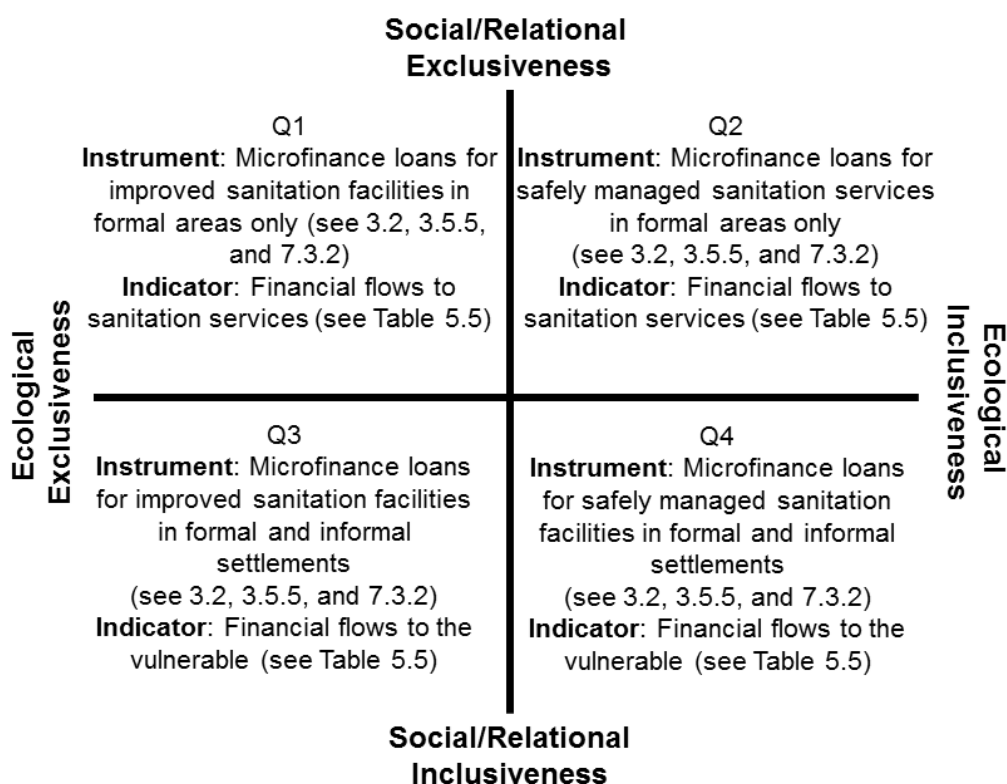 Social/Relational
Exclusiveness
Q1
Instrument: Microfinance loans for
improved sanitation facilities in
formal areas only (see 3.2, 3.5.5,
and 7.3.2)
Indicator: Financial flows to
sanitation services (see Table 5.5)
Q2
Instrument: Microfinance loans for
safely managed sanitation services
in formal areas only
(see 3.2, 3.5.5, and 7.3.2)
Indicator: Financial flows to
sanitation services (see Table 5.5)
Ecological
Exclusiveness
Ecological
Inclusiveness
Q3
Instrument: Microfinance loans
for improved sanitation facilities
in formal and informal
settlements
(see 3.2, 3.5.5, and 7.3.2)
Indicator: Financial flows to the
vulnerable (see Table 5.5)
Q4
Instrument: Microfinance loans
for safely managed sanitation
facilities in formal and informal
settlements
(see 3.2, 3.5.5, and 7.3.2)
Indicator: Financial flows to the
vulnerable (see Table 5.5)
Social/Relational
Inclusiveness